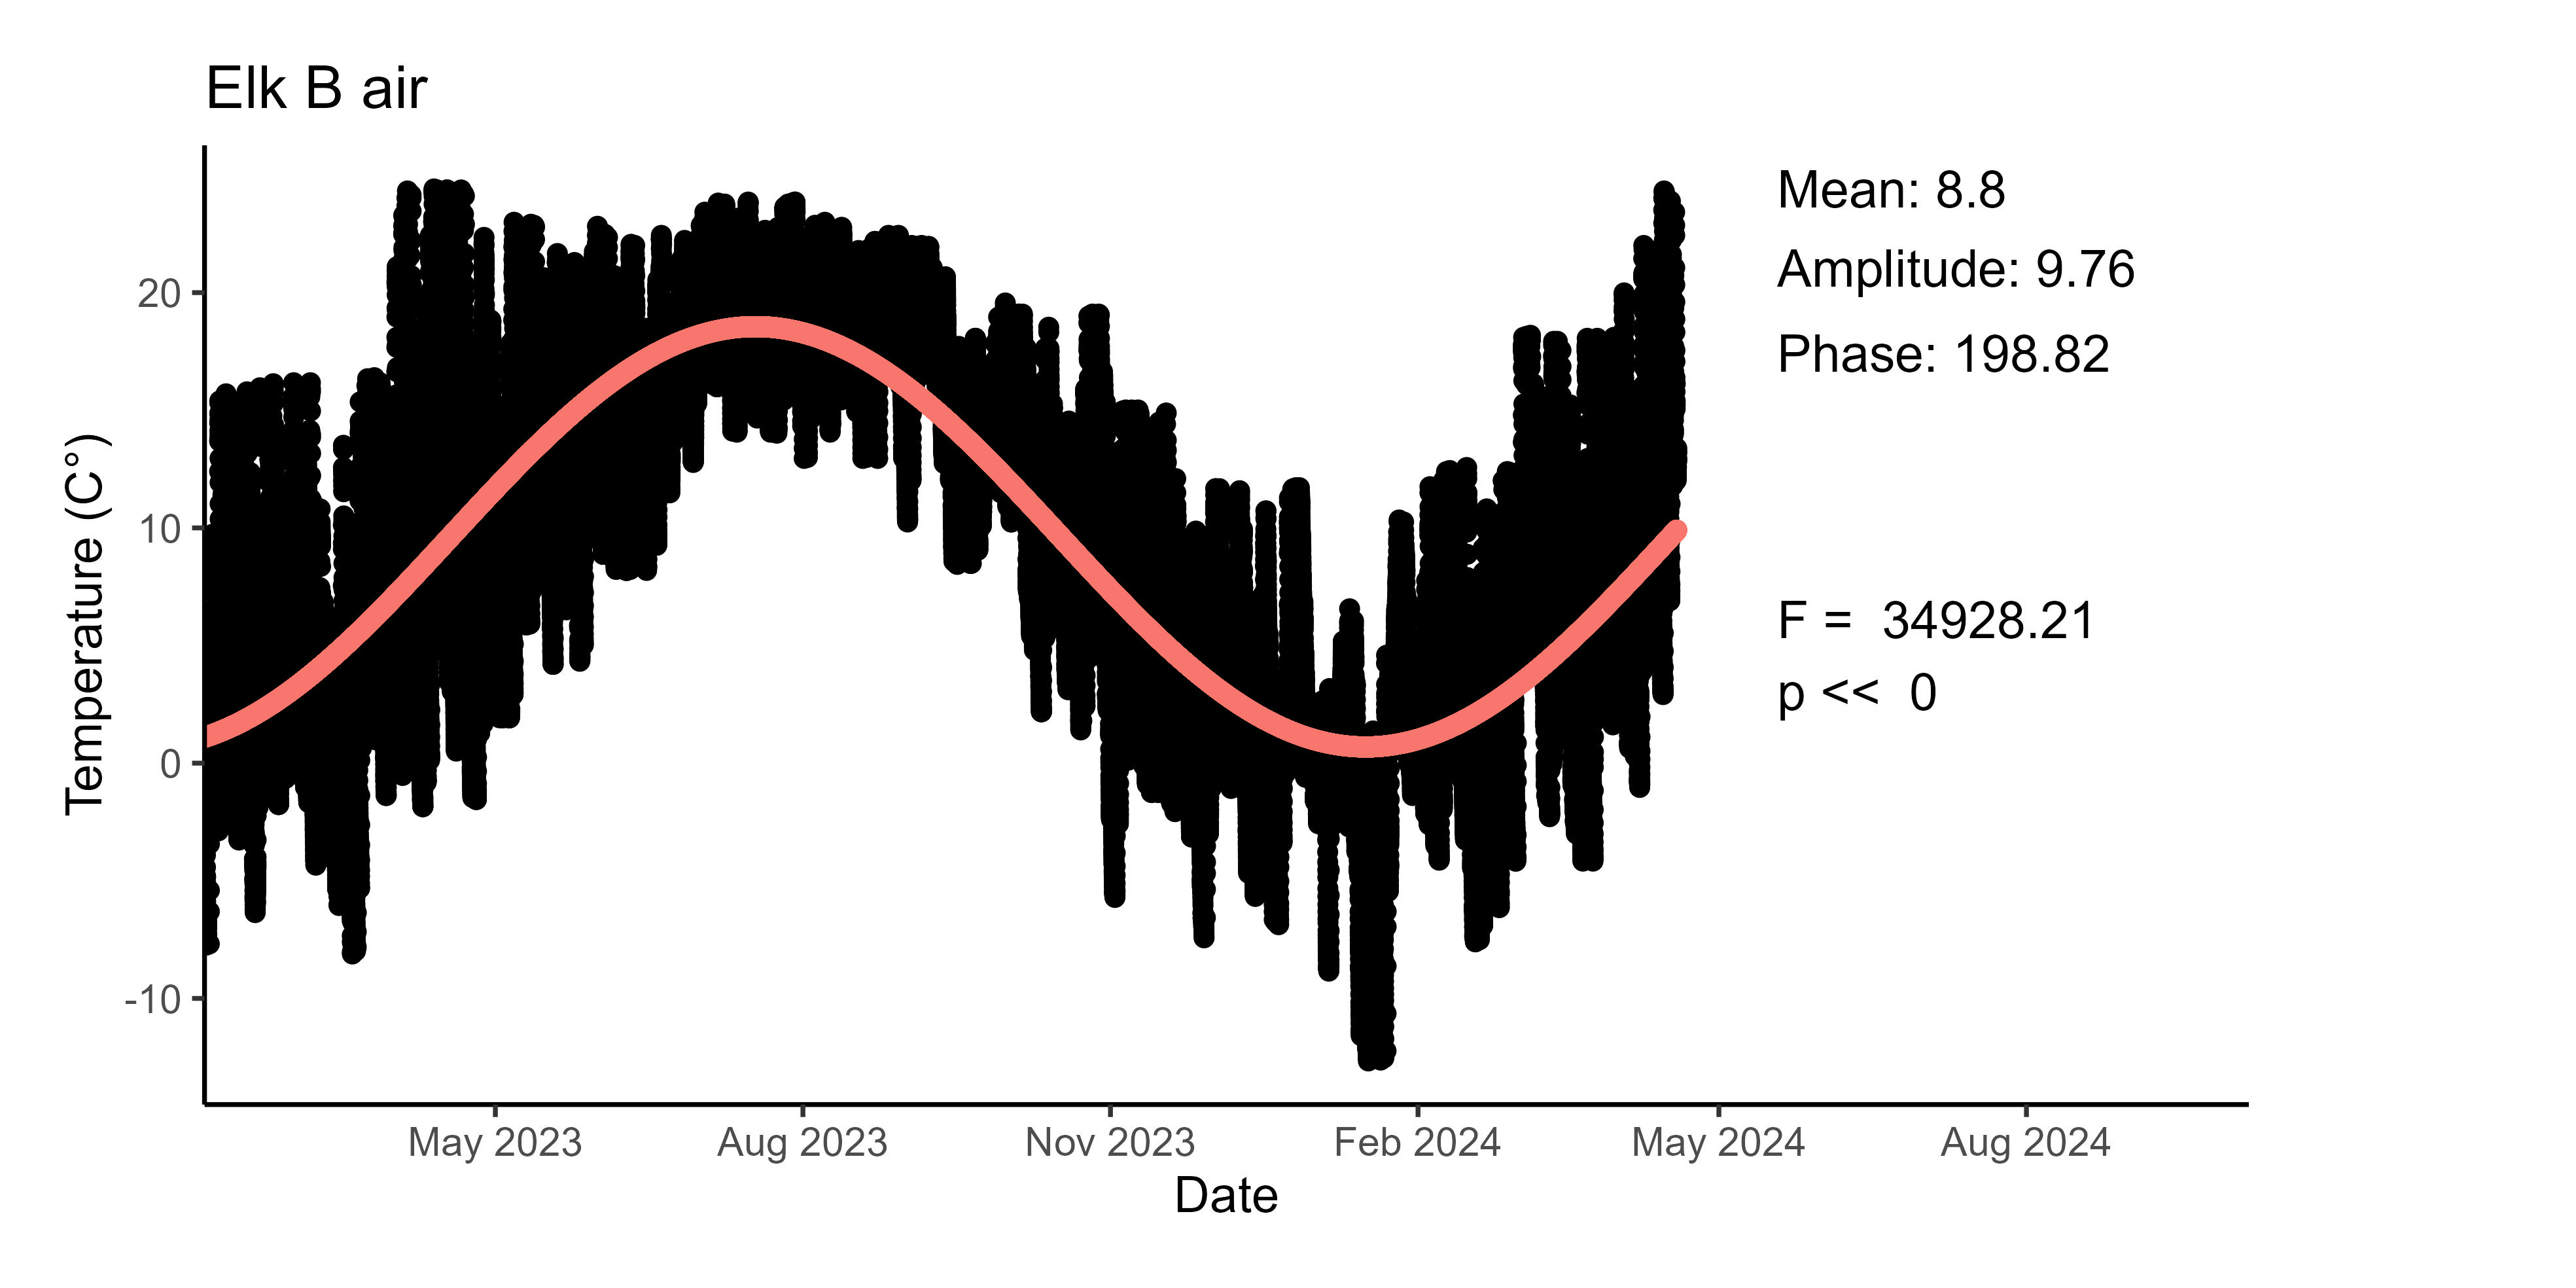 Elk B air
Mean: 8.8
Amplitude: 9.76
Phase: 198.82
F =  34928.21
p <<  0
Temperature (C°)
20
10
0
-10
May 2023
Aug 2023
Nov 2023
Feb 2024
May 2024
Aug 2024
Date